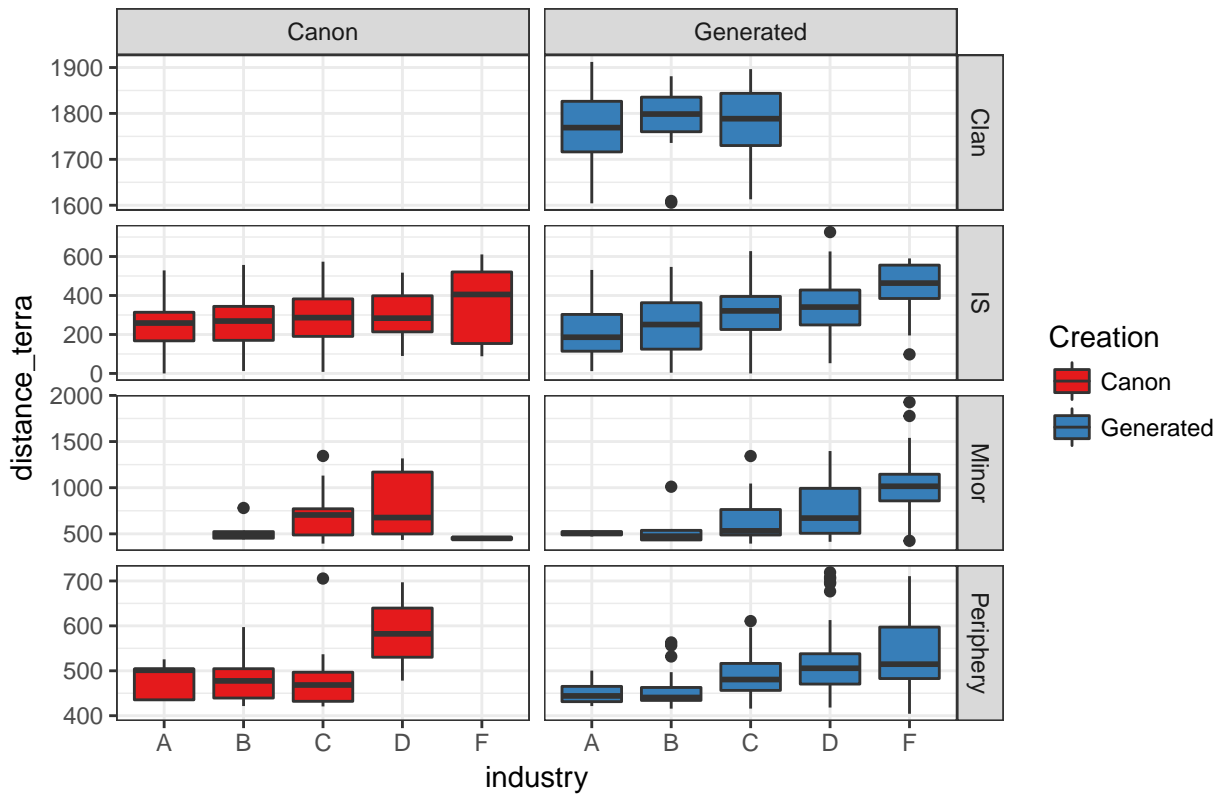 Canon Generated
1900
1800
1700
1600
Clan
600
400
200
0
IS
2000
1500
1000
500
Minor
700
600
500
400
Periphery
A B C D F A B C D F
industry
distance_terra
Creation
Canon
Generated